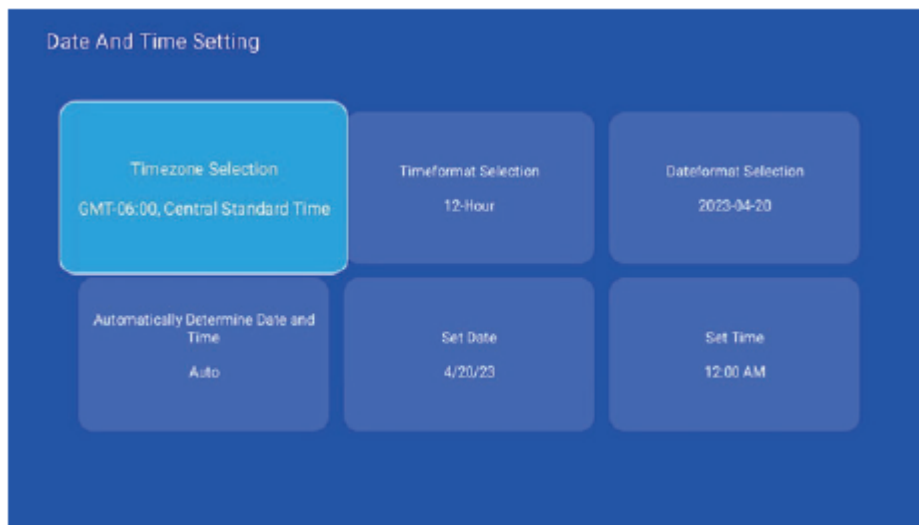 Date And Time Setting
Timezone Selection
GMT-06:00, Central Standard Time
Timeformat Selection
12-Hour
Dateformat Selection
2023-04-20
Automatically Determine Date and
Time
Auto
Set Date
4/20/23
Set Time
12:00 AM